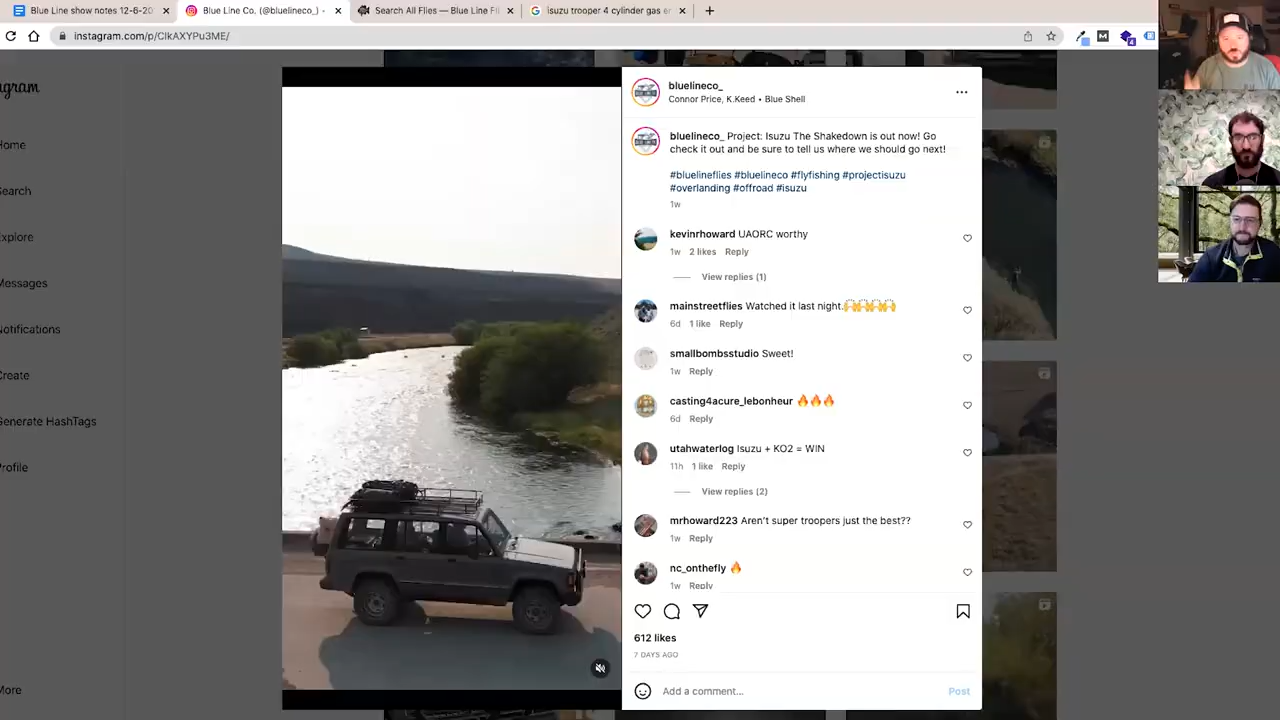 Blue Line show notes 12-6-20
Blue Line Co. (@bluelineco_) •
Search All Flies — Blue Line Fli
isuzu trooper 4 cylinder gas en
instagram.com/p/ClkAXYPu3ME/
agram
Home
Search
Explore
Messages
Notifications
Create
Generate HashTags
Profile
More
bluelineco_
Connor Price, K.Keed • Blue Shell
bluelineco_ Project: Isuzu The Shakedown is out now! Go
check it out and be sure to tell us where we should go next!
#bluelineflies #bluelineco #flyfishing #projectisuzu
#overlanding #offroad #isuzu
1w
kevinrhoward UAORC worthy
1w 2 likes Reply
View replies (1)
mainstreetflies Watched it last night.🙌🙌🙌🙌
6d 1 like Reply
smallbombsstudio Sweet!
1w Reply
casting4acure_lebonheur 🔥🔥🔥
6d Reply
utahwaterlog Isuzu + KO2 = WIN
11h 1 like Reply
View replies (2)
mrhoward223 Aren't super troopers just the best??
1w Reply
nc_onthefly 🔥
1w Reply
612 likes
7 DAYS AGO
Add a comment...
Post